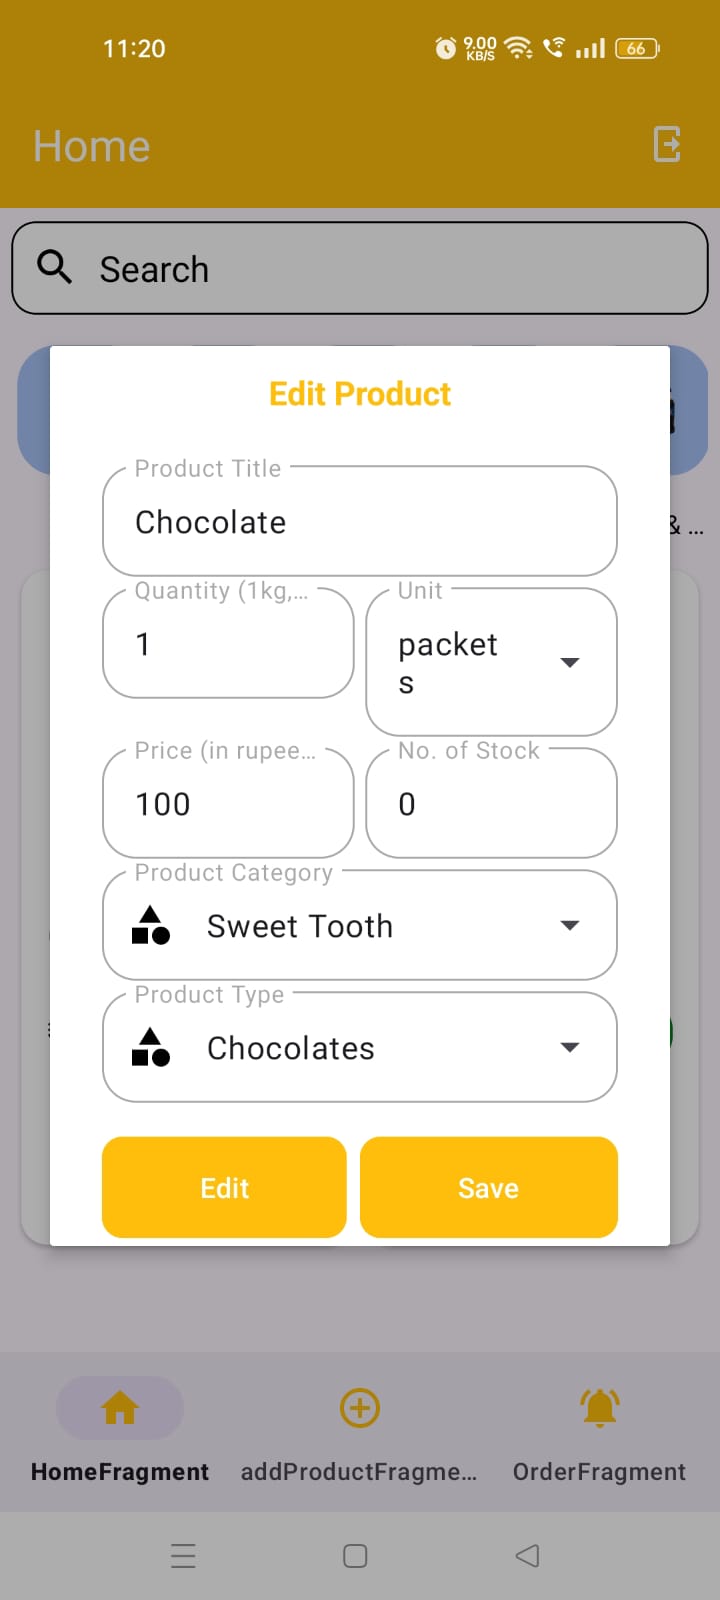 11:20
9.00
KB/S
66
Home
Search
& ...
Edit Product
Product Title
Chocolate
Quantity (1kg,...
Unit
1
packet
s
Price (in rupee...
No. of Stock
100
0
Product Category
Sweet Tooth
Product Type
Chocolates
Edit
Save
HomeFragment
addProductFragme...
OrderFragment